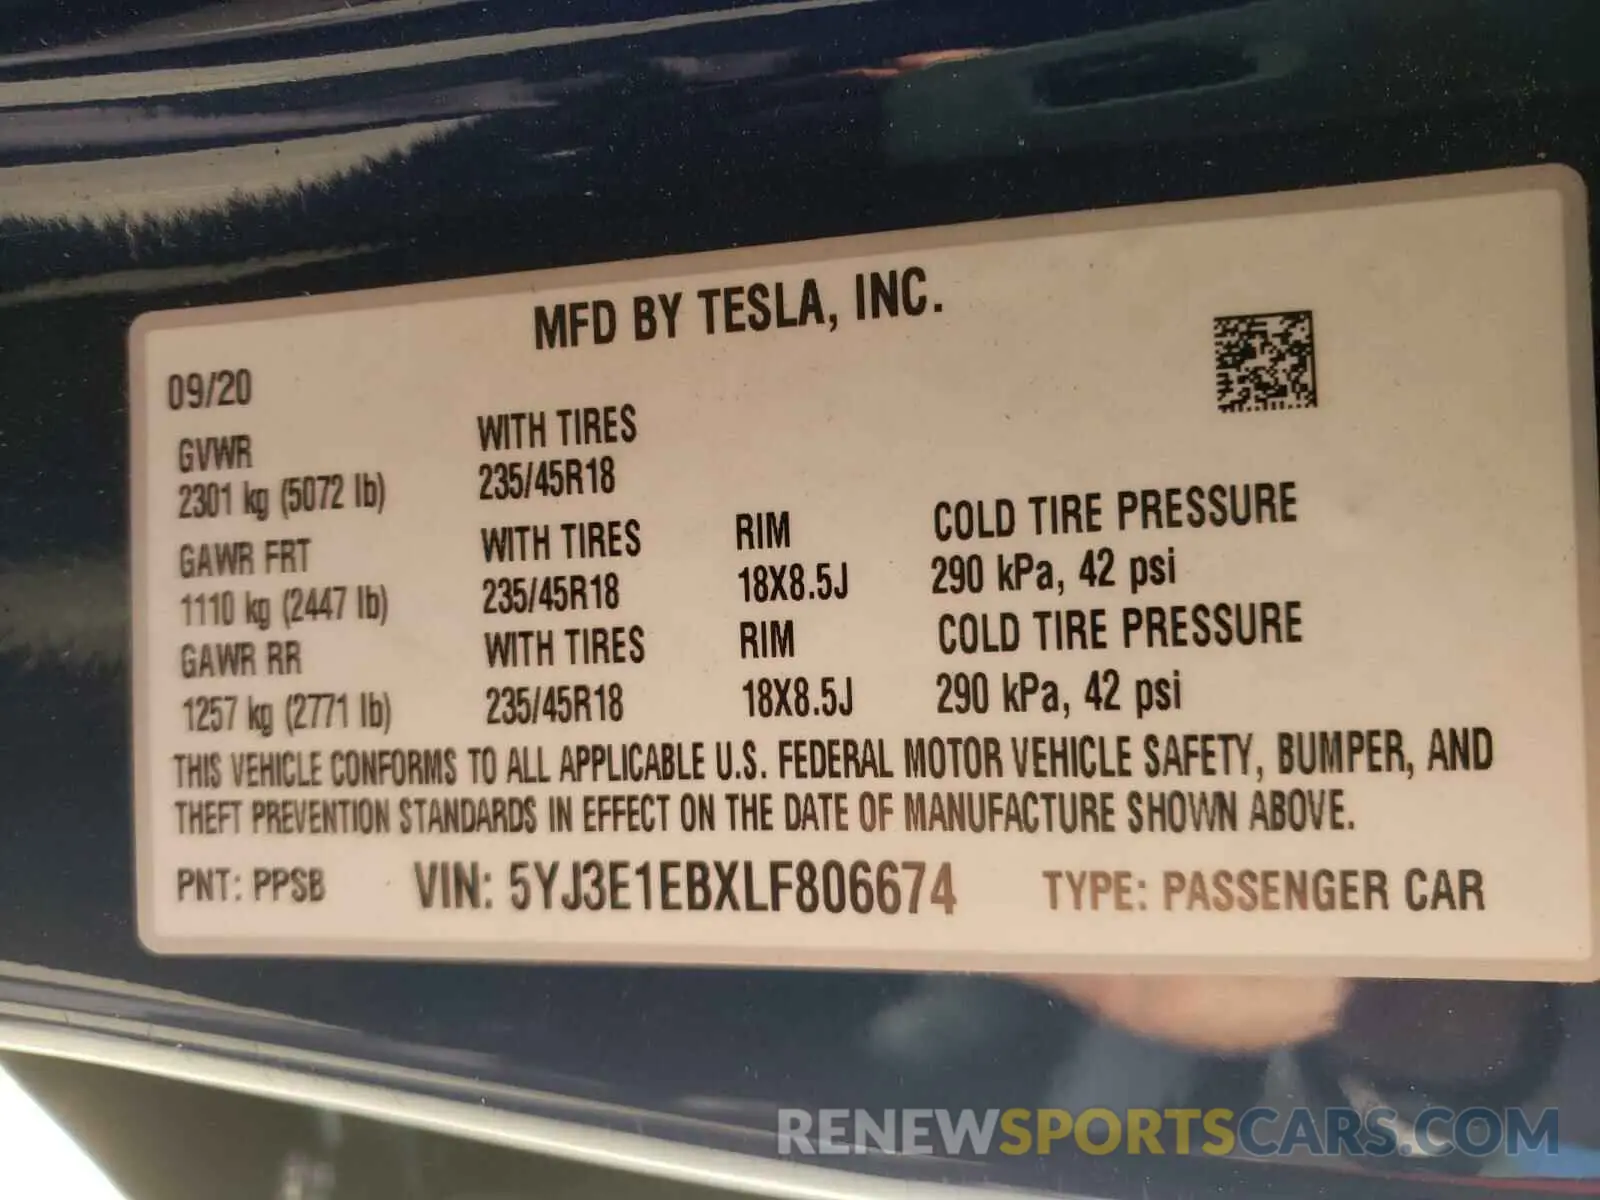 MFD BY TESLA, INC.
09/20
GVWR WITH TIRES
2301 kg (5072 lb) 235/45R18
GAWR FRT WITH TIRES RIM COLD TIRE PRESSURE
1110 kg (2447 lb) 235/45R18 18X8.5J 290 kPa, 42 psi
GAWR RR WITH TIRES RIM COLD TIRE PRESSURE
1257 kg (2771 lb) 235/45R18 18X8.5J 290 kPa, 42 psi
THIS VEHICLE CONFORMS TO ALL APPLICABLE U.S. FEDERAL MOTOR VEHICLE SAFETY, BUMPER, AND
THEFT PREVENTION STANDARDS IN EFFECT ON THE DATE OF MANUFACTURE SHOWN ABOVE.
PNT: PPSB VIN: 5YJ3E1EBXLF806674 TYPE: PASSENGER CAR
RENEWSPORTSCARS.COM